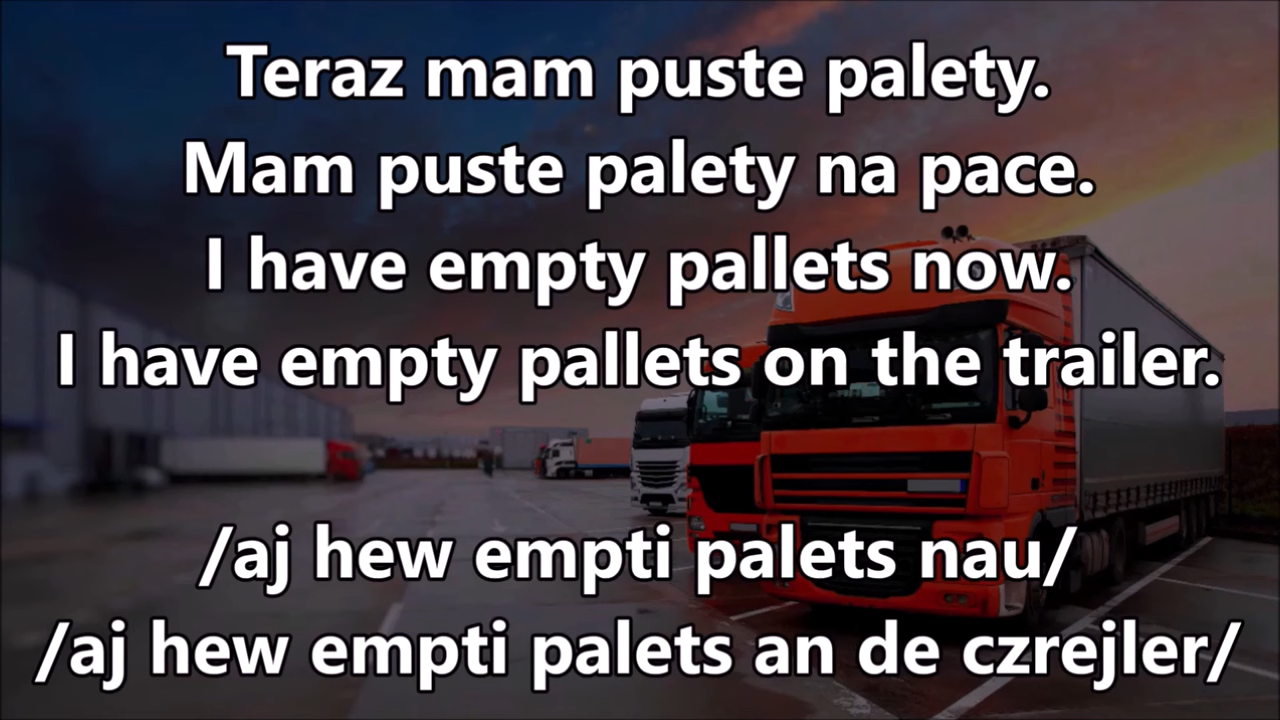 Teraz mam puste palety.
Mam puste palety na pace.
I have empty pallets now.
I have empty pallets on the trailer.
/aj hew empti palets nau/
/aj hew empti palets an de czrejler/